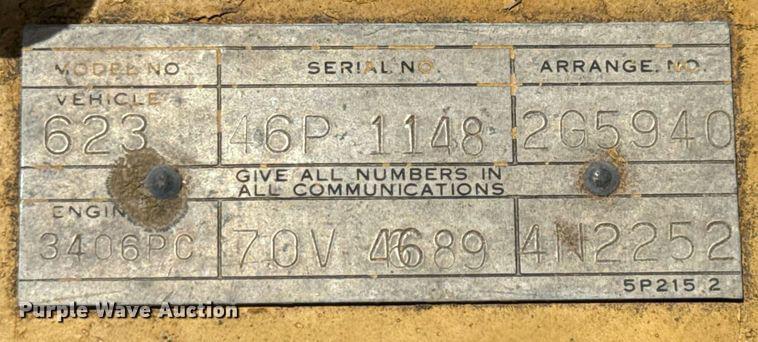 MODEL NO SERIAL NO. ARRANGE. NO.
VEHICLE
623 46P 1148 2G5940
GIVE ALL NUMBERS IN
ALL COMMUNICATIONS
ENGIN
3406PC 70V 4689 4N2252
5P215 2
Purple Wave Auction